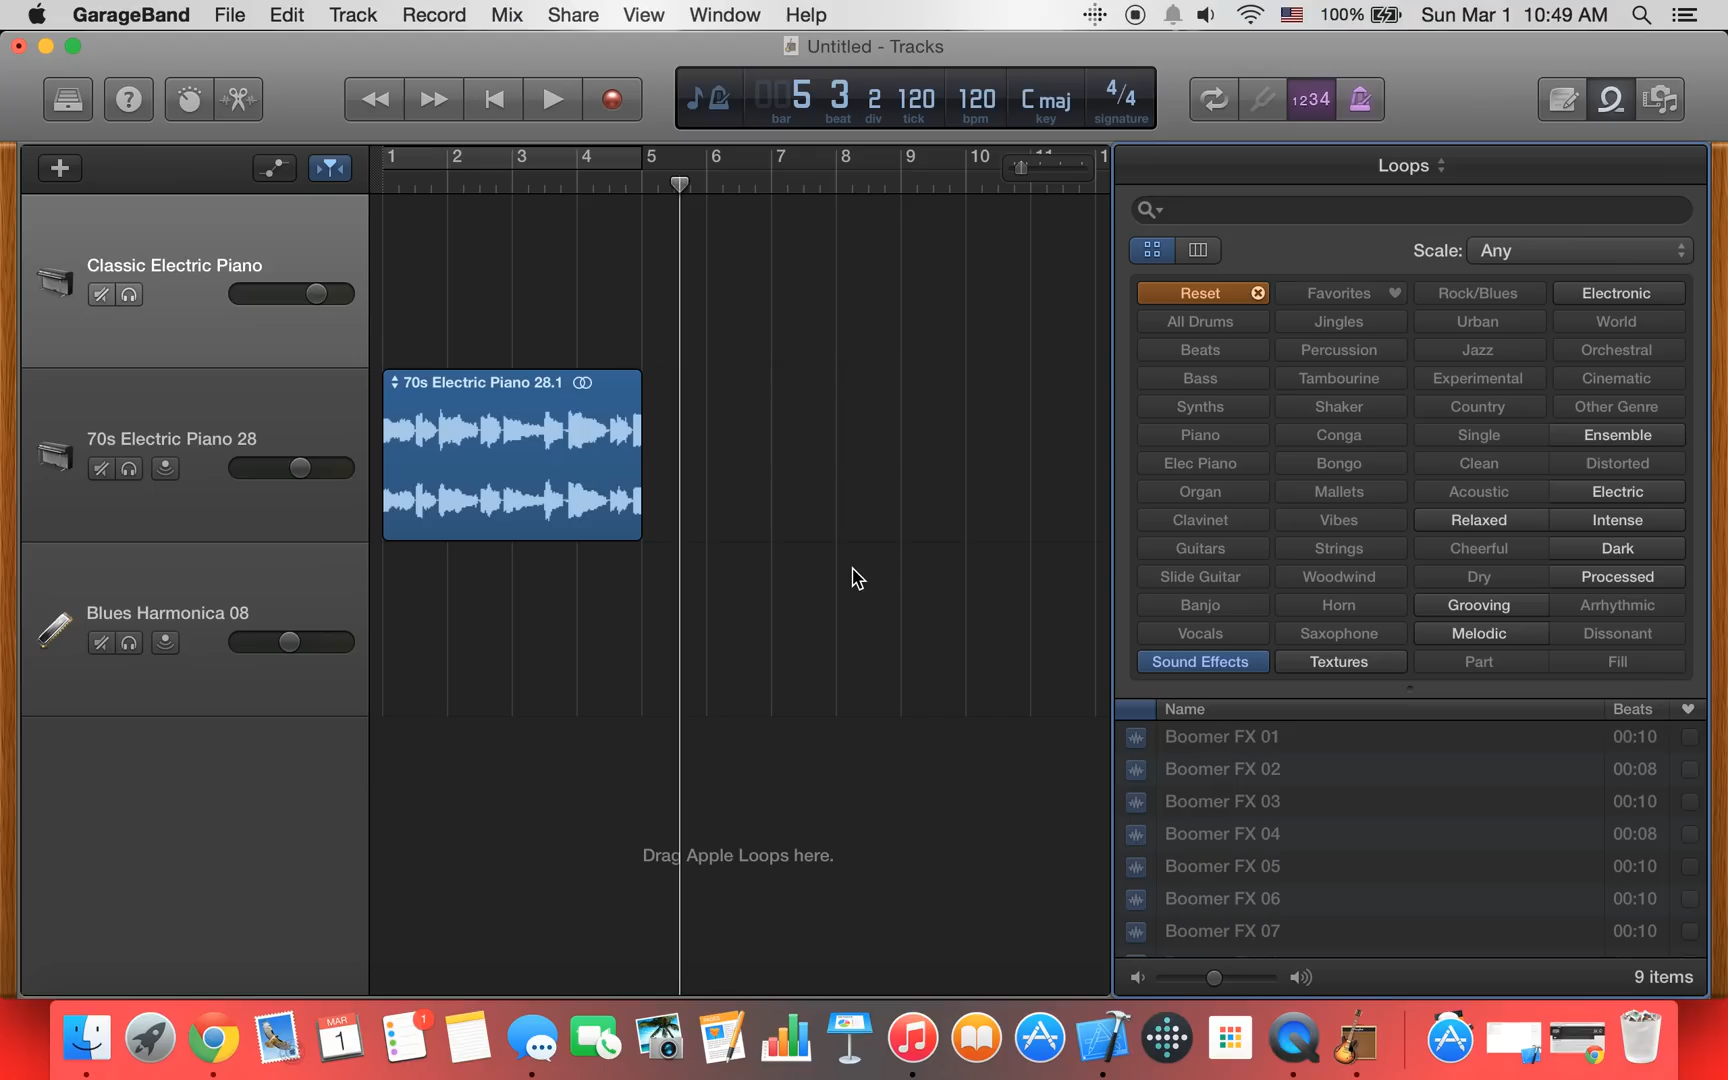 GarageBand File Edit Track Record Mix Share View Window Help 100% Sun Mar 1 10:49 AM
Untitled - Tracks
1234
005 3 2 120 120 C maj 4/4
bar beat div tick bpm key signature
1 2 3 4 5 6 7 8 9 10 11 1
Loops
Classic Electric Piano
70s Electric Piano 28
70s Electric Piano 28.1
Blues Harmonica 08
Drag Apple Loops here.
Scale: Any
Reset Favorites Rock/Blues Electronic
All Drums Jingles Urban World
Beats Percussion Jazz Orchestral
Bass Tambourine Experimental Cinematic
Synths Shaker Country Other Genre
Piano Conga Single Ensemble
Elec Piano Bongo Clean Distorted
Organ Mallets Acoustic Electric
Clavinet Vibes Relaxed Intense
Guitars Strings Cheerful Dark
Slide Guitar Woodwind Dry Processed
Banjo Horn Grooving Arrhythmic
Vocals Saxophone Melodic Dissonant
Sound Effects Textures Part Fill
Name Beats
Boomer FX 01 00:10
Boomer FX 02 00:08
Boomer FX 03 00:10
Boomer FX 04 00:08
Boomer FX 05 00:10
Boomer FX 06 00:10
Boomer FX 07 00:10
9 items
MAR
1
1
PAGES